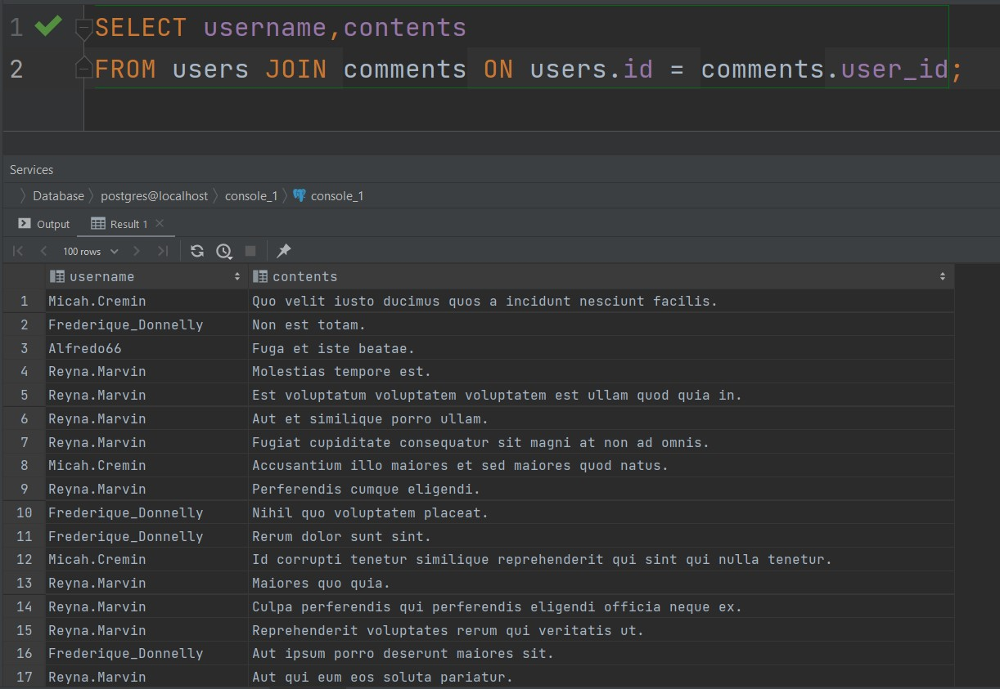 1 SELECT username,contents
2 FROM users JOIN comments ON users.id = comments.user_id;
Services
Database postgres@localhost console_1 console_1
Output Result 1
100 rows
username contents
1 Micah.Cremin Quo velit iusto ducimus quos a incidunt nesciunt facilis.
2 Frederique_Donnelly Non est totam.
3 Alfredo66 Fuga et iste beatae.
4 Reyna.Marvin Molestias tempore est.
5 Reyna.Marvin Est voluptatum voluptatem voluptatem est ullam quod quia in.
6 Reyna.Marvin Aut et similique porro ullam.
7 Reyna.Marvin Fugiat cupiditate consequatur sit magni at non ad omnis.
8 Micah.Cremin Accusantium illo maiores et sed maiores quod natus.
9 Reyna.Marvin Perferendis cumque eligendi.
10 Frederique_Donnelly Nihil quo voluptatem placeat.
11 Frederique_Donnelly Rerum dolor sunt sint.
12 Micah.Cremin Id corrupti tenetur similique reprehenderit qui sint qui nulla tenetur.
13 Reyna.Marvin Maiores quo quia.
14 Reyna.Marvin Culpa perferendis qui perferendis eligendi officia neque ex.
15 Reyna.Marvin Reprehenderit voluptates rerum qui veritatis ut.
16 Frederique_Donnelly Aut ipsum porro deserunt maiores sit.
17 Reyna.Marvin Aut qui eum eos soluta pariatur.